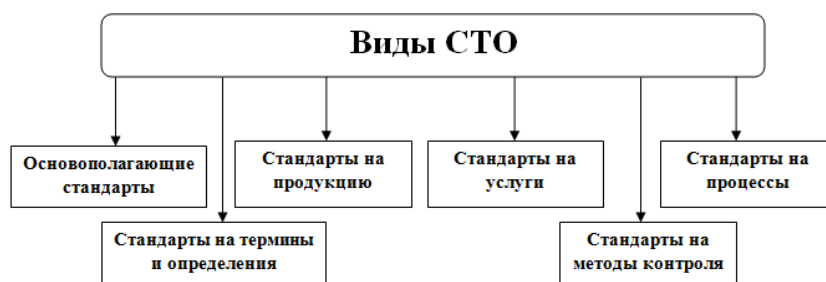 Виды СТО
Основополагающие
стандарты
Стандарты на
продукцию
Стандарты на
услуги
Стандарты на
процессы
Стандарты на термины
и определения
Стандарты на
методы контроля